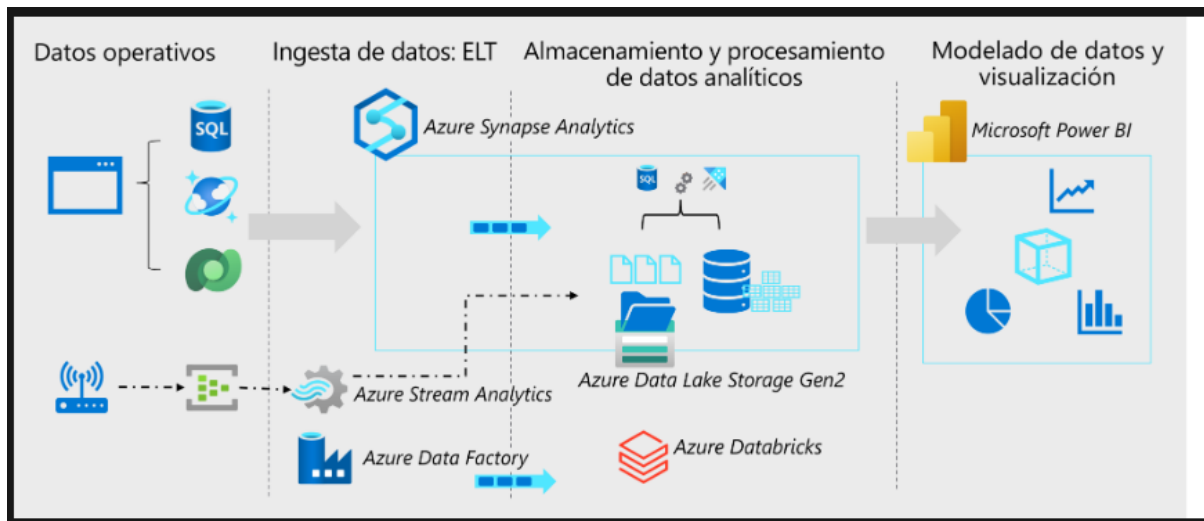 Datos operativos
Ingesta de datos: ELT
Almacenamiento y procesamiento
de datos analíticos
Modelado de datos y
visualización
SQL
Azure Synapse Analytics
Microsoft Power BI
SQL
Azure Stream Analytics
Azure Data Lake Storage Gen2
Azure Data Factory
Azure Databricks